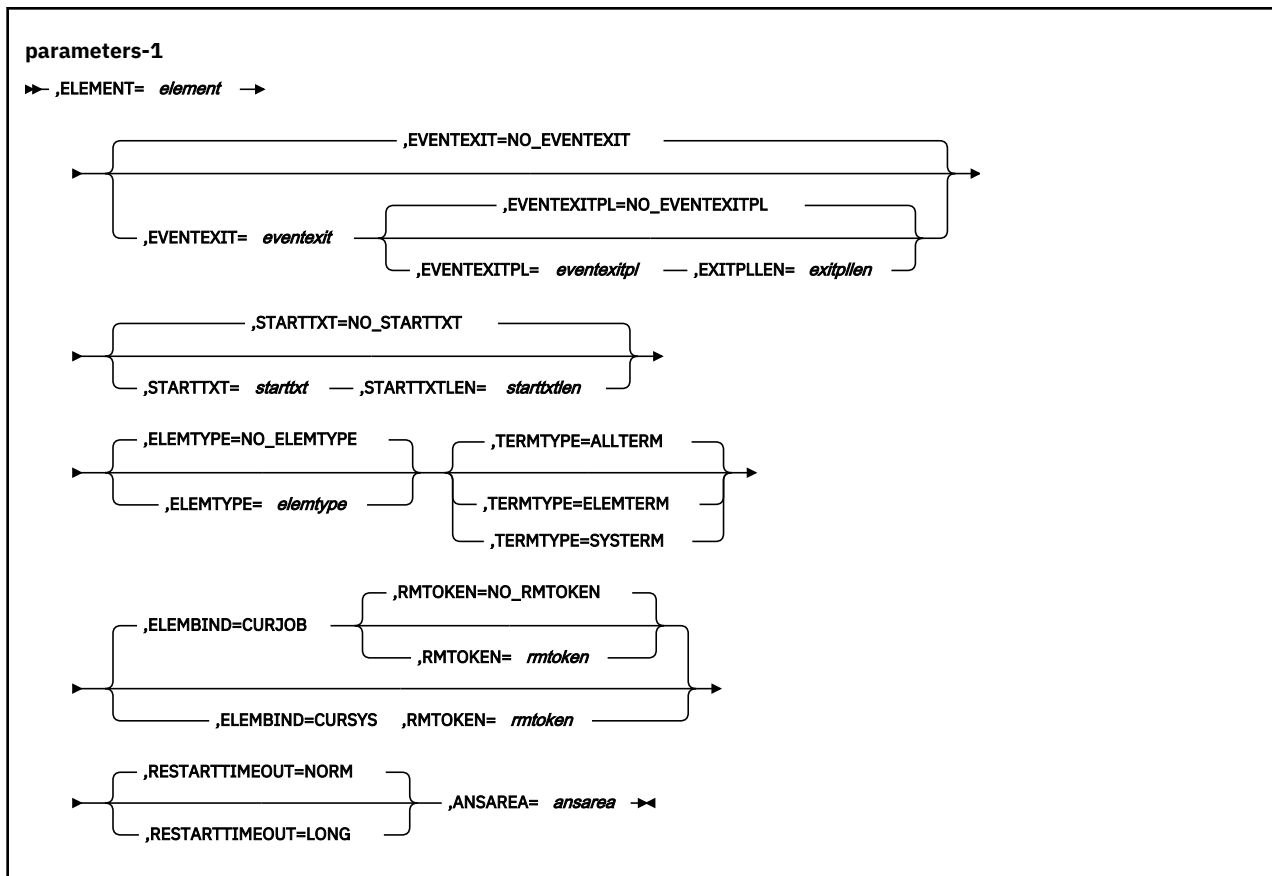 parameters-1
,ELEMENT= element
,EVENTEXIT=NO_EVENTEXIT
,EVENTEXITPL=NO_EVENTEXITPL
,EVENTEXIT= eventexit
,EVENTEXITPL= eventexitpl ,EXITPLLEN= exitpllen
,STARTTXT=NO_STARTTXT
,STARTTXT= starttxt ,STARTTXTLEN= starttxtlen
,ELEMTYPE=NO_ELEMTYPE ,TERMTYPE=ALLTERM
,ELEMTYPE= elemtype ,TERMTYPE=ELEMTERM
,TERMTYPE=SYSTERM
,RMTOKEN=NO_RMTOKEN
,ELEMBIND=CURJOB
,RMTOKEN= rmtoken
,ELEMBIND=CURSYS ,RMTOKEN= rmtoken
,RESTARTTIMEOUT=NORM
,ANSAREA= ansarea
,RESTARTTIMEOUT=LONG